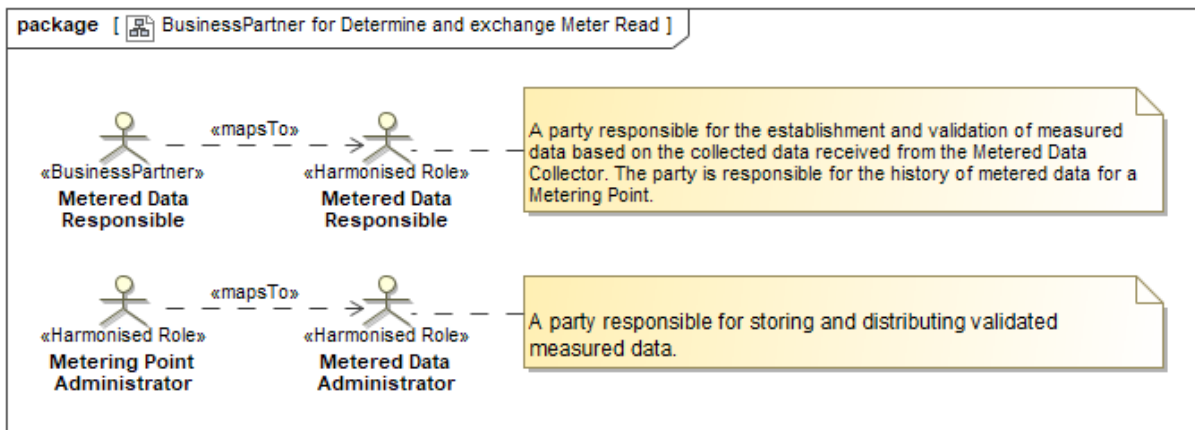 package [ BusinessPartner for Determine and exchange Meter Read ]
«mapsTo»
«BusinessPartner»
Metered Data
Responsible
«Harmonised Role»
Metered Data
Responsible
A party responsible for the establishment and validation of measured
data based on the collected data received from the Metered Data
Collector. The party is responsible for the history of metered data for a
Metering Point.
«mapsTo»
«Harmonised Role»
Metering Point
Administrator
«Harmonised Role»
Metered Data
Administrator
A party responsible for storing and distributing validated
measured data.